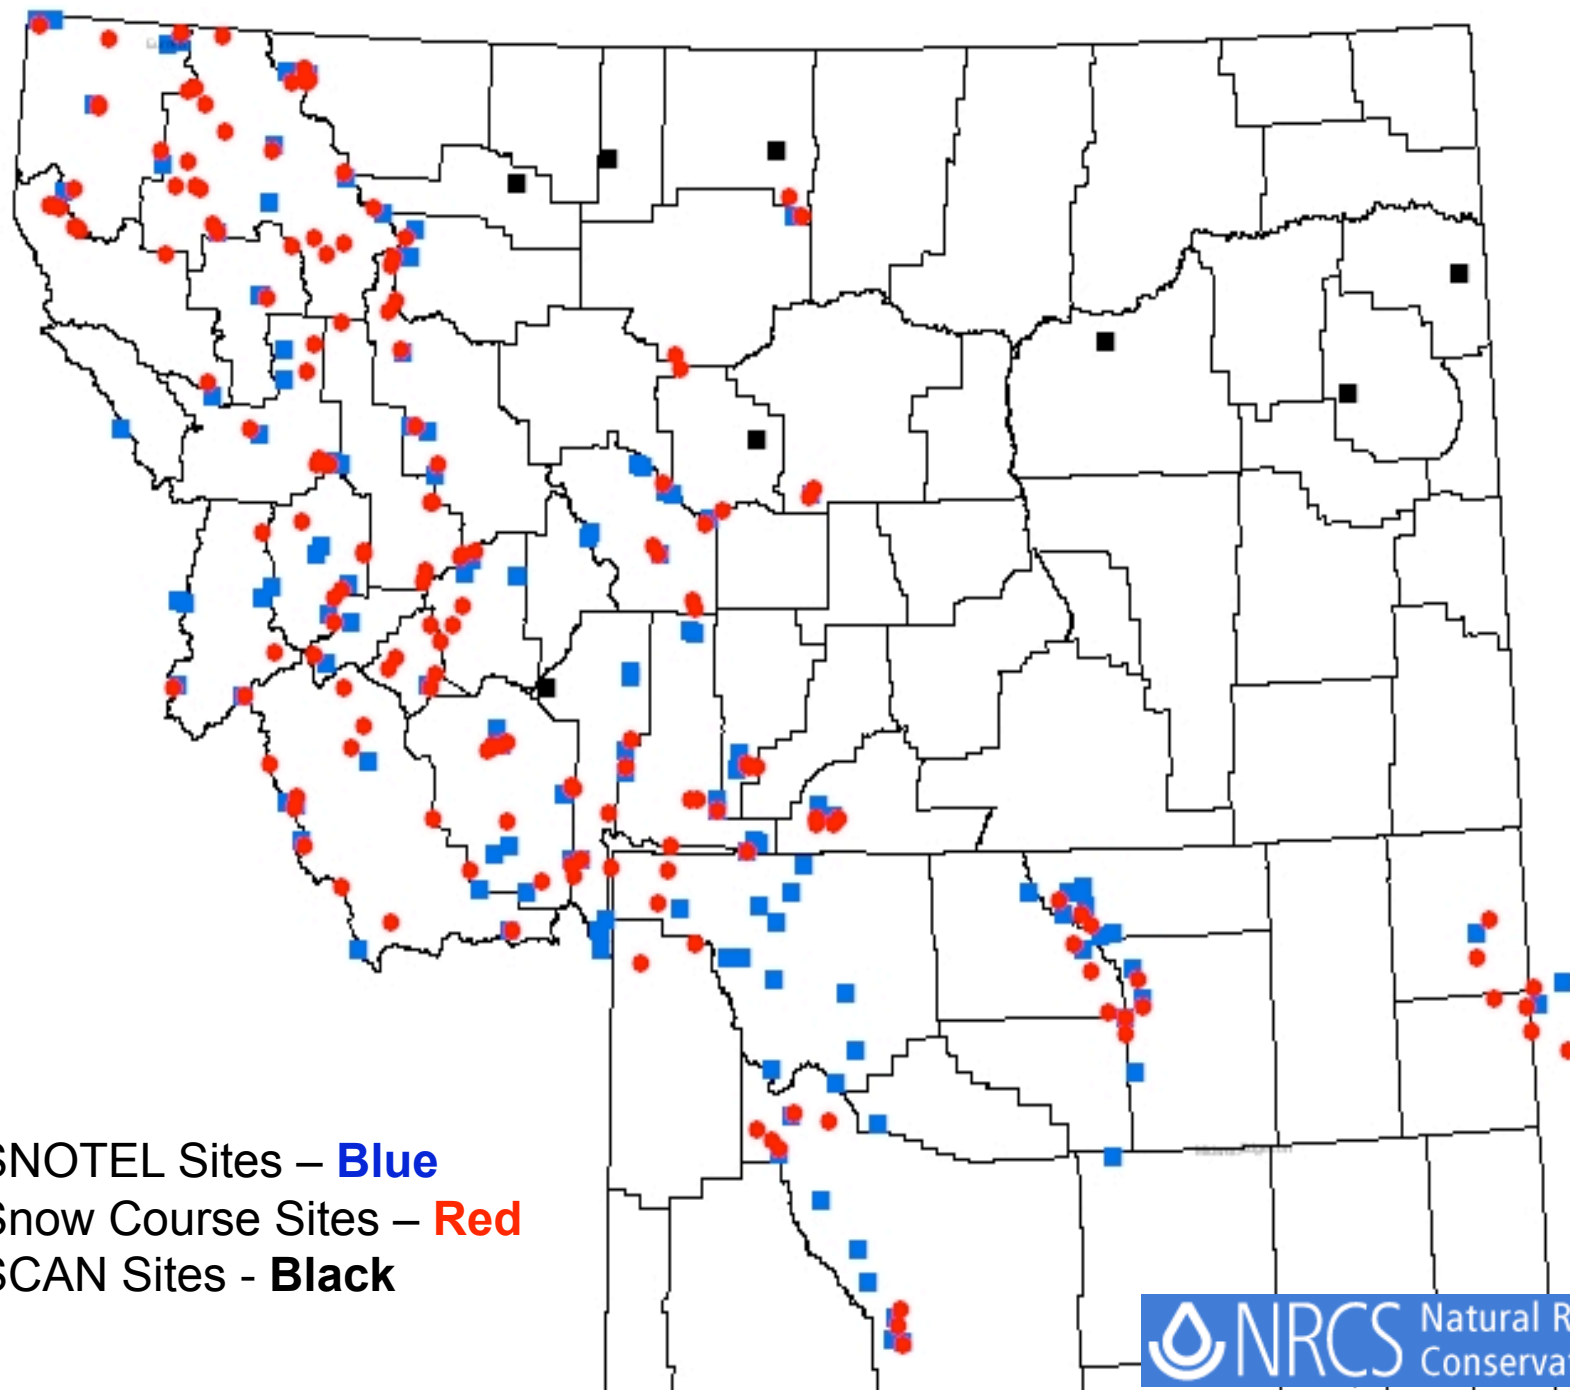 SNOTEL Sites – Blue
Snow Course Sites – Red
SCAN Sites - Black
NRCS
Natural R
Conserva